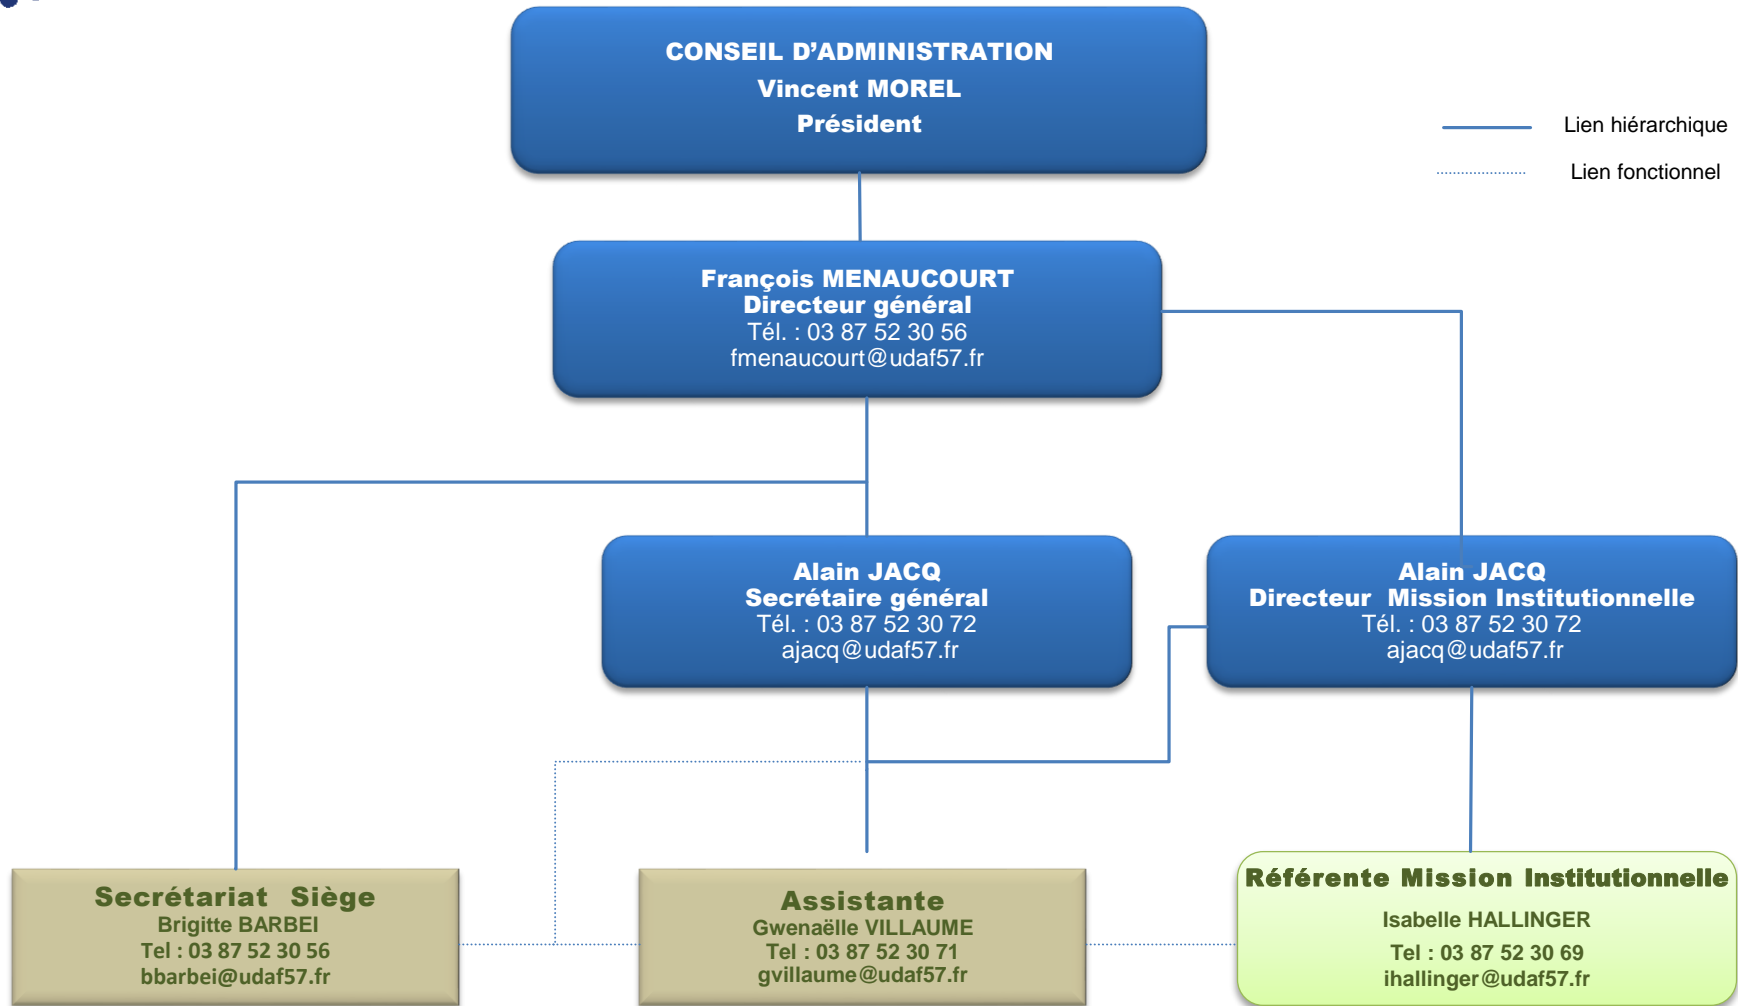 CONSEIL D'ADMINISTRATION
Vincent MOREL
Président
Lien hiérarchique
Lien fonctionnel
François MENAUCOURT
Directeur général
Tél. : 03 87 52 30 56
fmenaucourt@udaf57.fr
Alain JACQ
Secrétaire général
Tél. : 03 87 52 30 72
ajacq@udaf57.fr
Alain JACQ
Directeur Mission Institutionnelle
Tél. : 03 87 52 30 72
ajacq@udaf57.fr
Secrétariat Siège
Brigitte BARBEI
Tel : 03 87 52 30 56
bbarbei@udaf57.fr
Assistante
Gwenaëlle VILLAUME
Tel : 03 87 52 30 71
gvillaume@udaf57.fr
Référente Mission Institutionnelle
Isabelle HALLINGER
Tel : 03 87 52 30 69
ihallinger@udaf57.fr